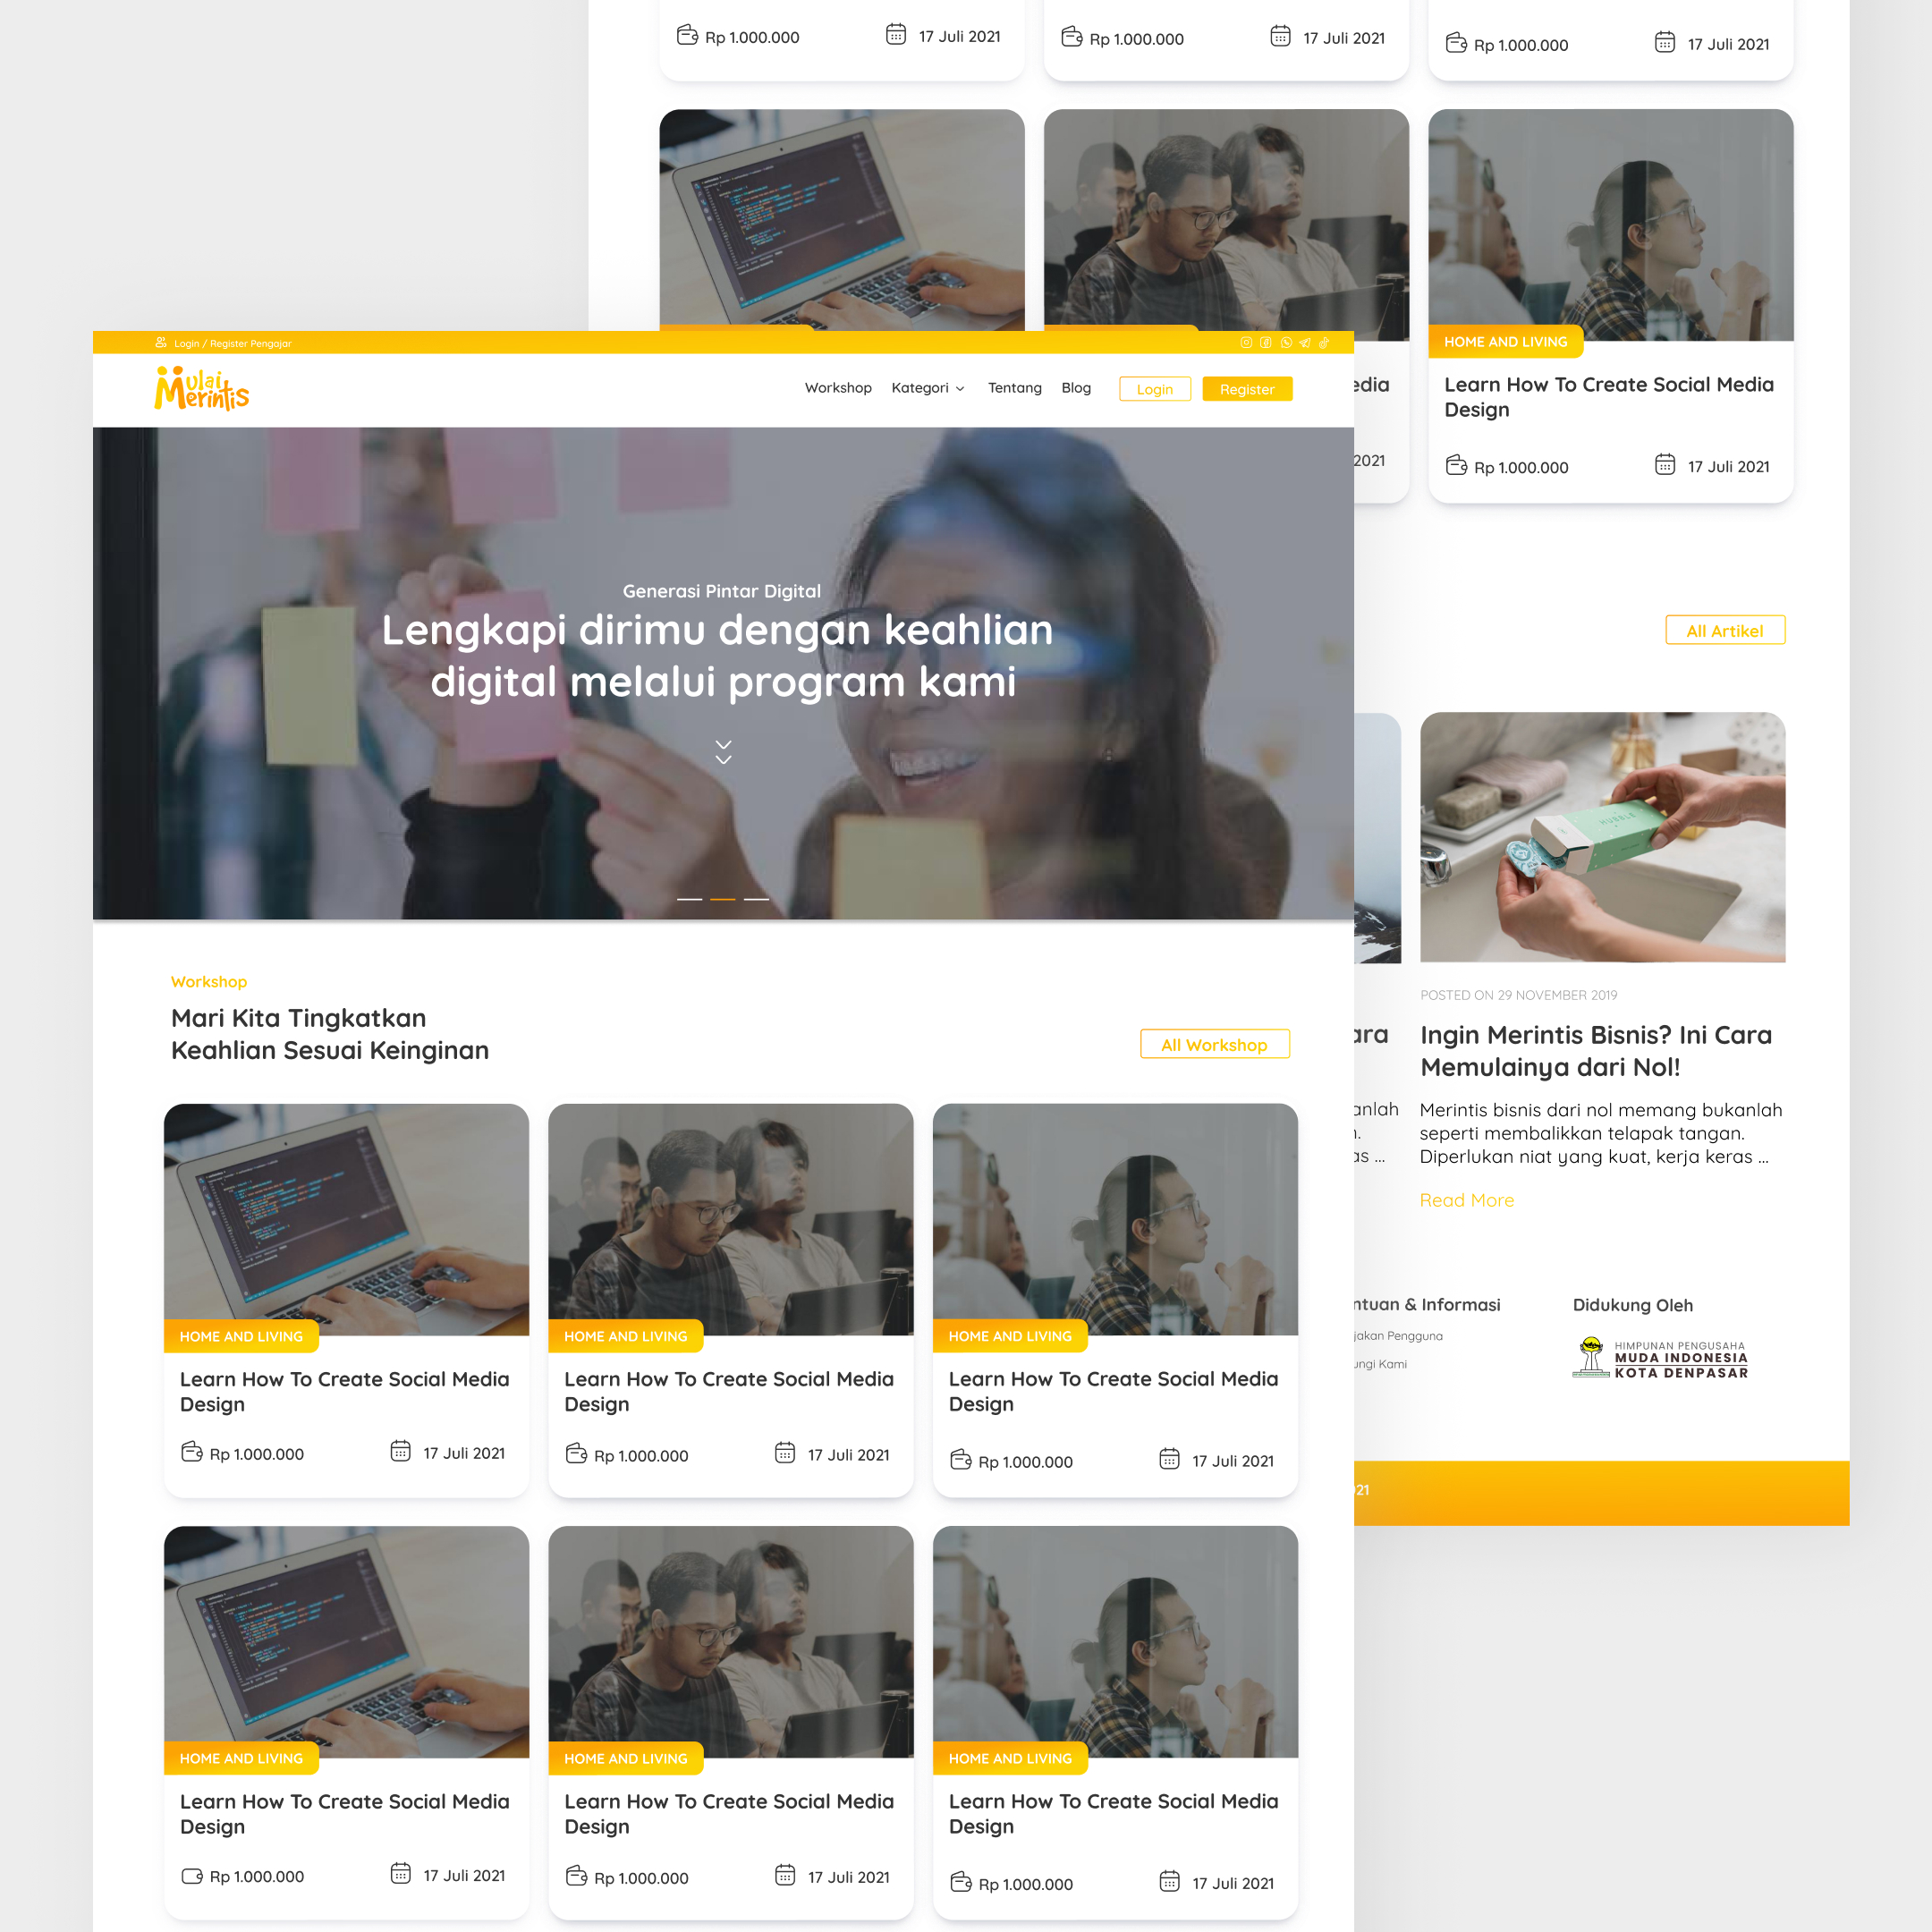 Rp 1.000.000
17 Juli 2021
Rp 1.000.000
17 Juli 2021
Rp 1.000.000
17 Juli 2021
HOME AND LIVING
Learn How To Create Social Media
Design
Rp 1.000.000
17 Juli 2021
edia
2021
All Artikel
HUBBLE
POSTED ON 29 NOVEMBER 2019
Ingin Merintis Bisnis? Ini Cara
Memulainya dari Nol!
Merintis bisnis dari nol memang bukanlah
seperti membalikkan telapak tangan.
Diperlukan niat yang kuat, kerja keras ...
Read More
ara
anlah
as ...
ntuan & Informasi
jakan Pengguna
ungi Kami
Didukung Oleh
HIMPUNAN PENGUSAHA
MUDA INDONESIA
KOTA DENPASAR
021
Login / Register Pengajar
Mulai
Merintis
Workshop
Kategori
Tentang
Blog
Login
Register
Generasi Pintar Digital
Lengkapi dirimu dengan keahlian
digital melalui program kami
Workshop
Mari Kita Tingkatkan
Keahlian Sesuai Keinginan
All Workshop
HOME AND LIVING
Learn How To Create Social Media
Design
Rp 1.000.000
17 Juli 2021
HOME AND LIVING
Learn How To Create Social Media
Design
Rp 1.000.000
17 Juli 2021
HOME AND LIVING
Learn How To Create Social Media
Design
Rp 1.000.000
17 Juli 2021
HOME AND LIVING
Learn How To Create Social Media
Design
Rp 1.000.000
17 Juli 2021
HOME AND LIVING
Learn How To Create Social Media
Design
Rp 1.000.000
17 Juli 2021
HOME AND LIVING
Learn How To Create Social Media
Design
Rp 1.000.000
17 Juli 2021